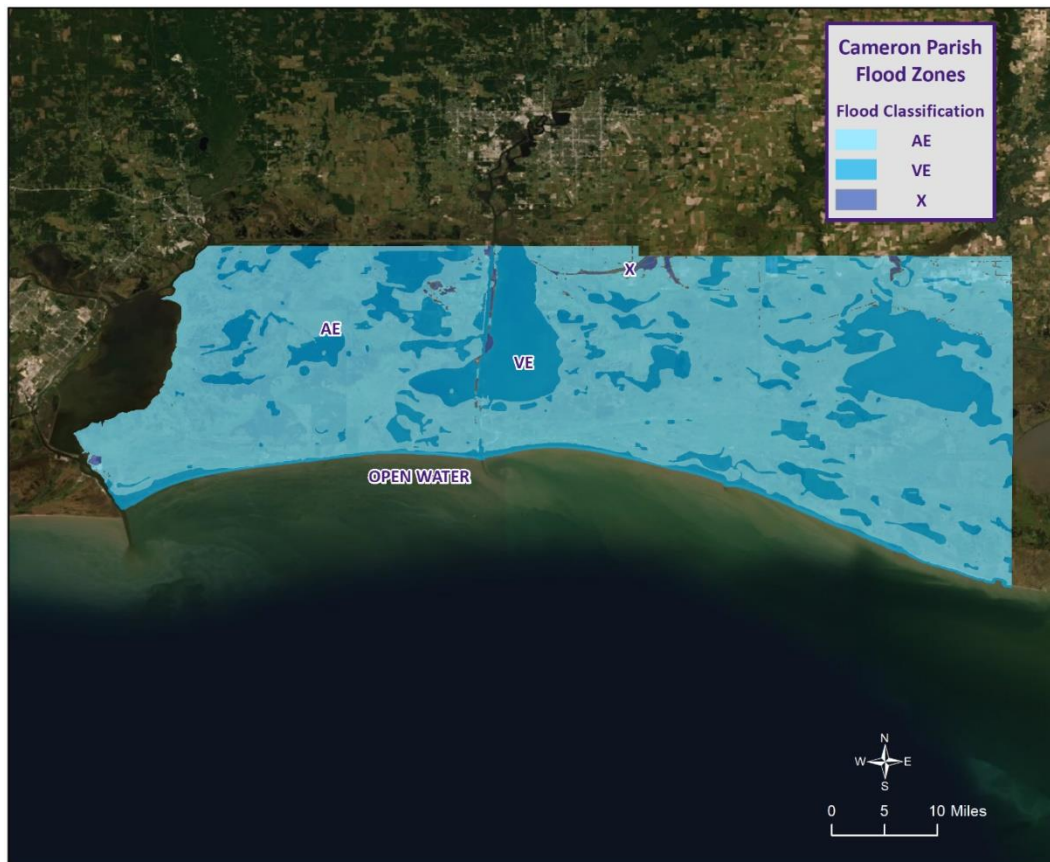 Cameron Parish
Flood Zones
Flood Classification
AE
VE
X
X
AE
VE
OPEN WATER
N
W E
S
0 5 10 Miles